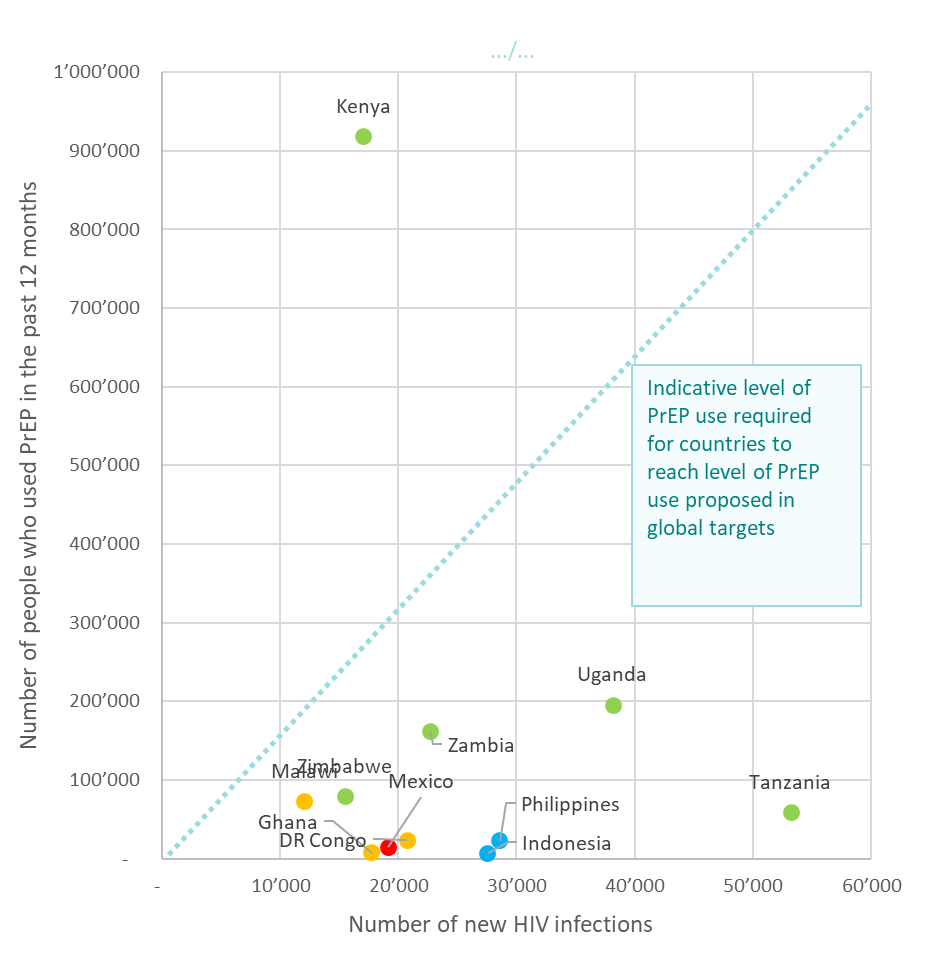 …/…
1’000’000
Kenya
900’000
800’000
700’000
600’000
Indicative level of
PrEP use required
for countries to
reach level of PrEP
use proposed in
global targets
500’000
400’000
300’000
Uganda
200’000
Zambia
Zimbabwe
Malawi
100’000
Mexico
Tanzania
Philippines
Ghana
DR Congo
Indonesia
-
-
10’000
20’000
30’000
40’000
50’000
60’000
Number of new HIV infections
Number of people who used PrEP in the past 12 months